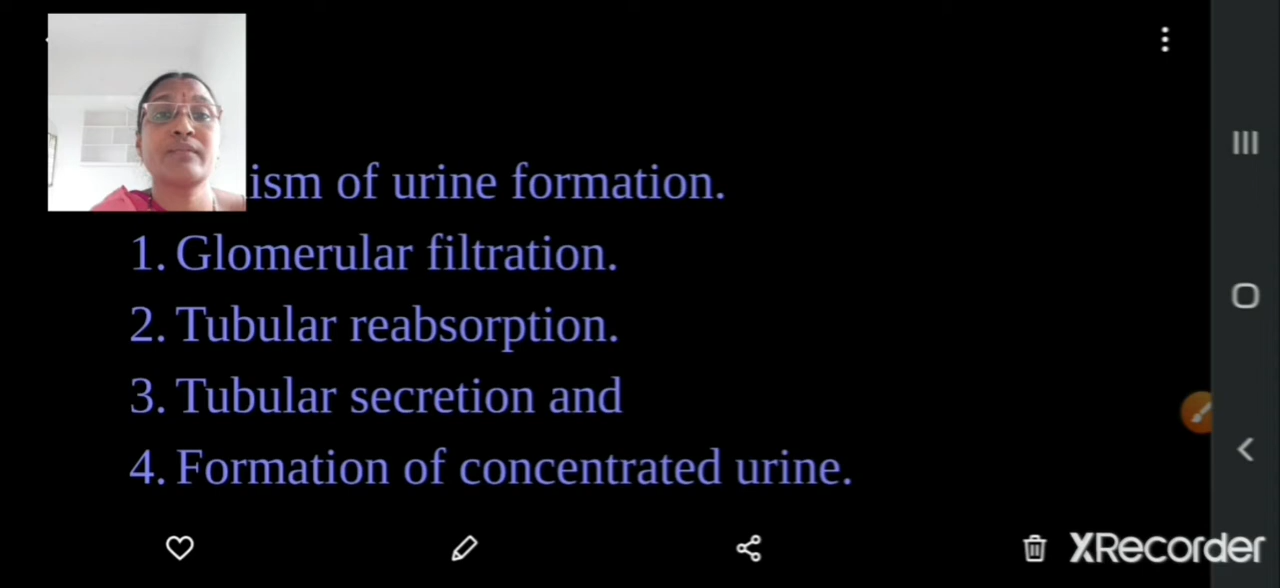 ism of urine formation.
1. Glomerular filtration.
2. Tubular reabsorption.
3. Tubular secretion and
4. Formation of concentrated urine.
XRecorder